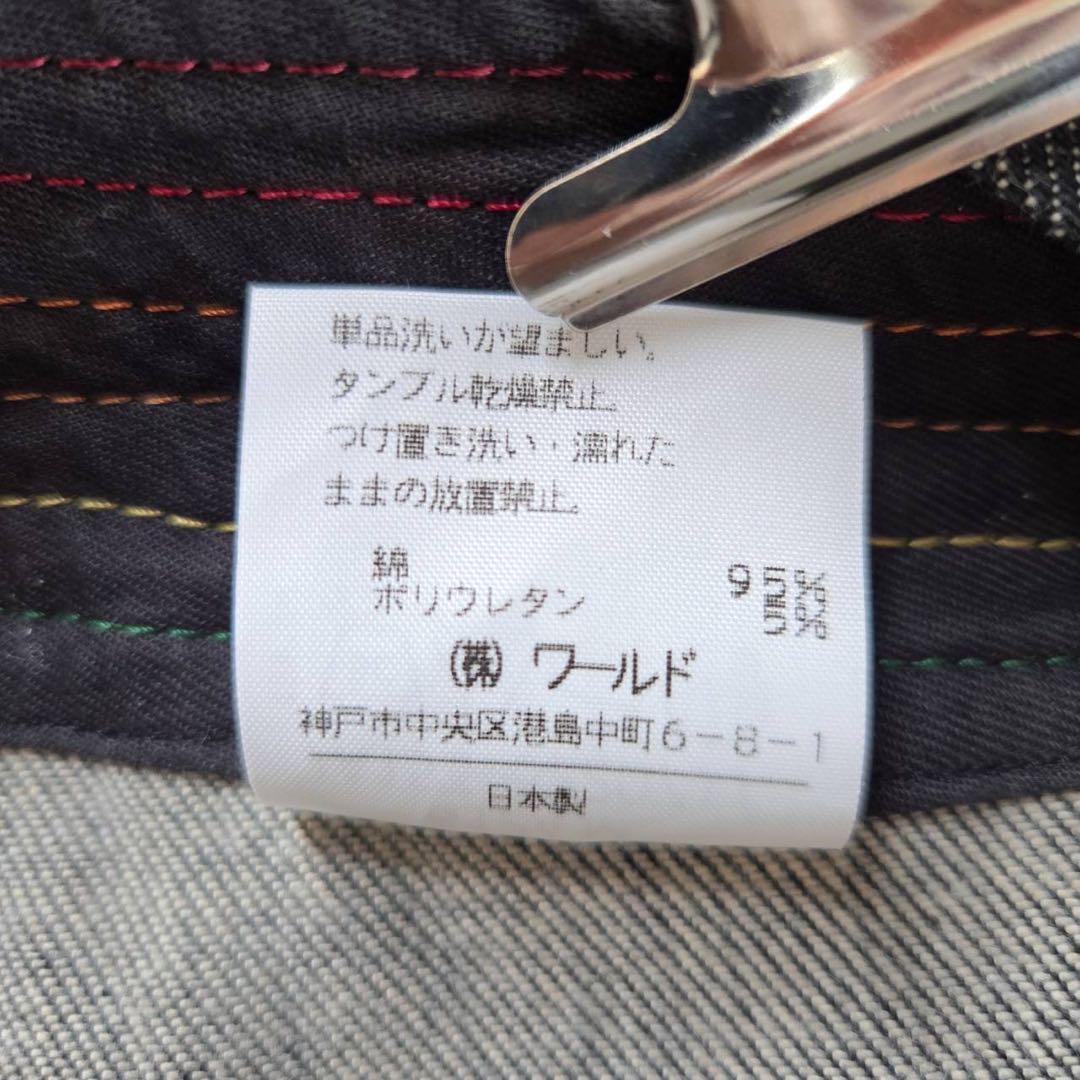 単品洗いが望ましい。
タンブル乾燥禁止。
つけ置き洗い・濡れた
ままの放置禁止。
綿 95%
ポリウレタン 5%
(株) ワールド
神戸市中央区港島中町6-8-1
日本製